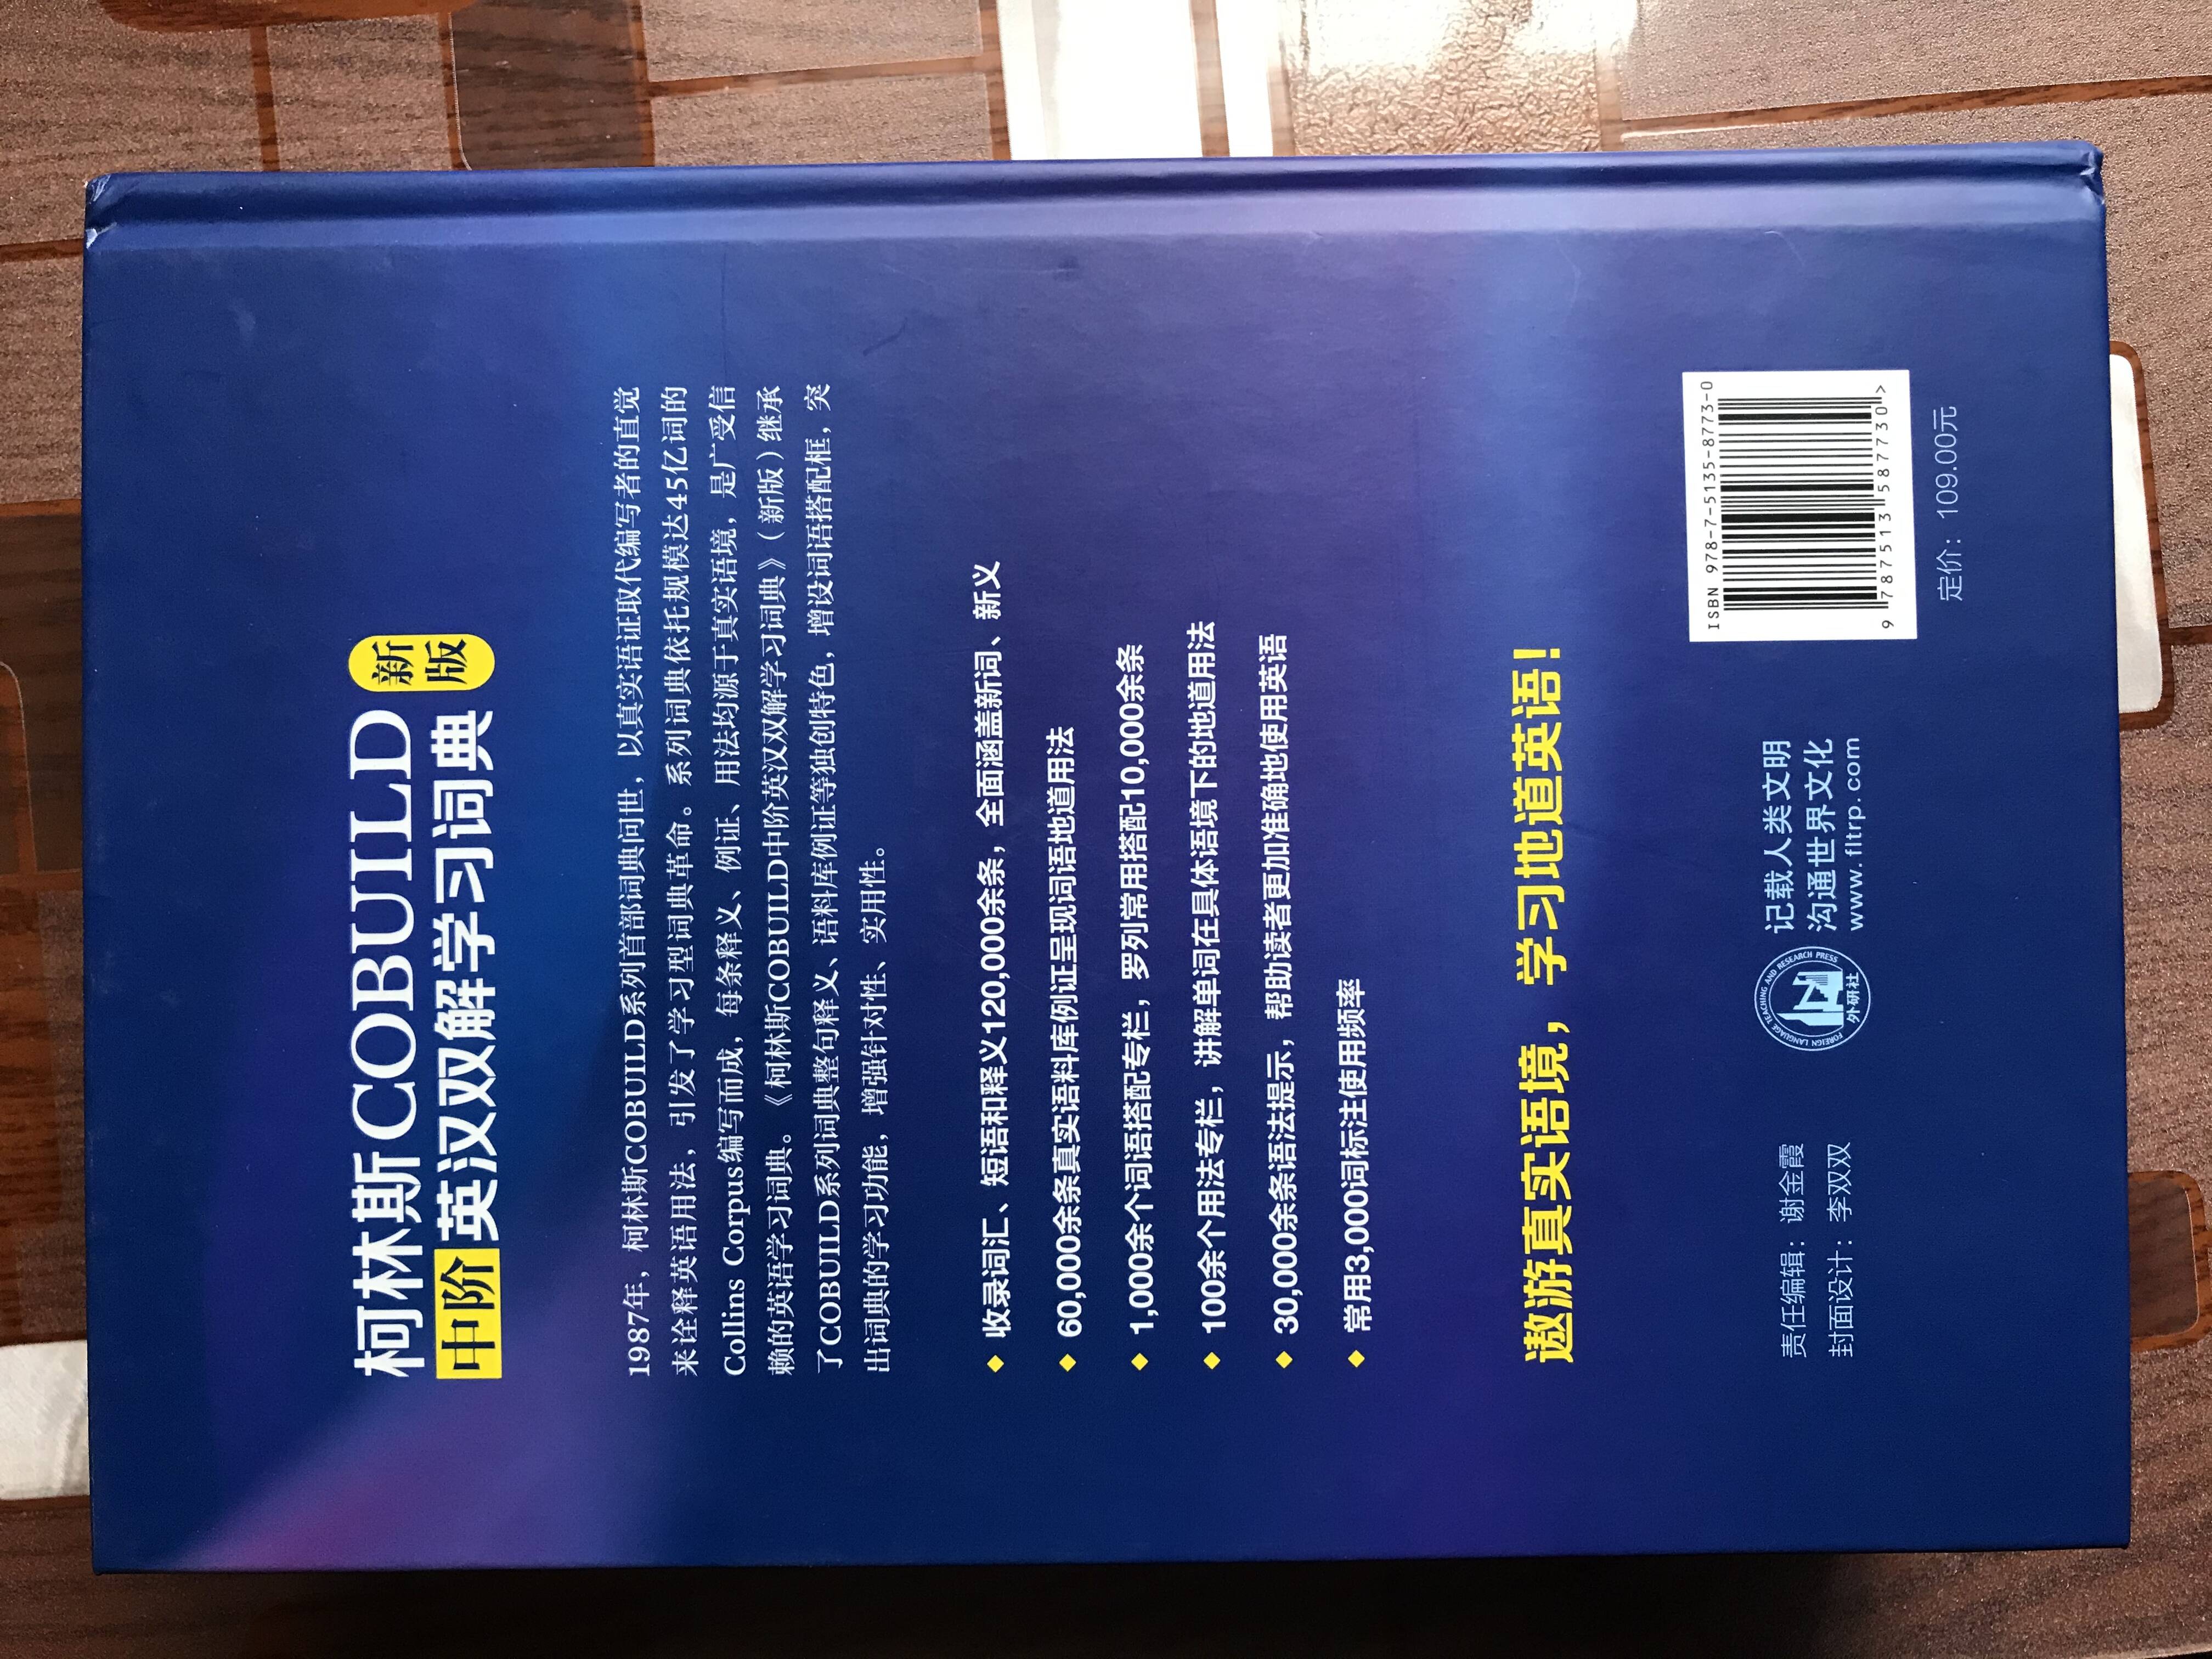 柯林斯COBUILD
中阶英汉双解学习词典
新版
1987年，柯林斯COBUILD系列首部词典问世，以真实语证取代编写者的直觉
来诠释英语用法，引发了学习型词典革命。系列词典依托规模达45亿词的
Collins Corpus编写而成，每条释义、例证、用法均源于真实语境，是广受信
赖的英语学习词典。《柯林斯COBUILD中阶英汉双解学习词典》（新版）继承
了COBUILD系列词典整句释义、语料库例证等独创特色，增设词语搭配框，突
出词典的学习功能，增强针对性、实用性。
◆ 收录词汇、短语和释义120,000余条，全面涵盖新词、新义
◆ 60,000余条真实语料库例证呈现词语地道用法
◆ 1,000余个词语搭配专栏，罗列常用搭配10,000余条
◆ 100余个用法专栏，讲解单词在具体语境下的地道用法
◆ 30,000余条语法提示，帮助读者更加准确地使用英语
◆ 常用3,000词标注使用频率
遨游真实语境，学习地道英语！
责任编辑：谢金霞
封面设计：李双双
FOREIGN LANGUAGE TEACHING AND RESEARCH PRESS
外研社
记载人类文明
沟通世界文化
www.fltrp.com
ISBN 978-7-5135-8773-0
9 787513 587730 >
定价：109.00元